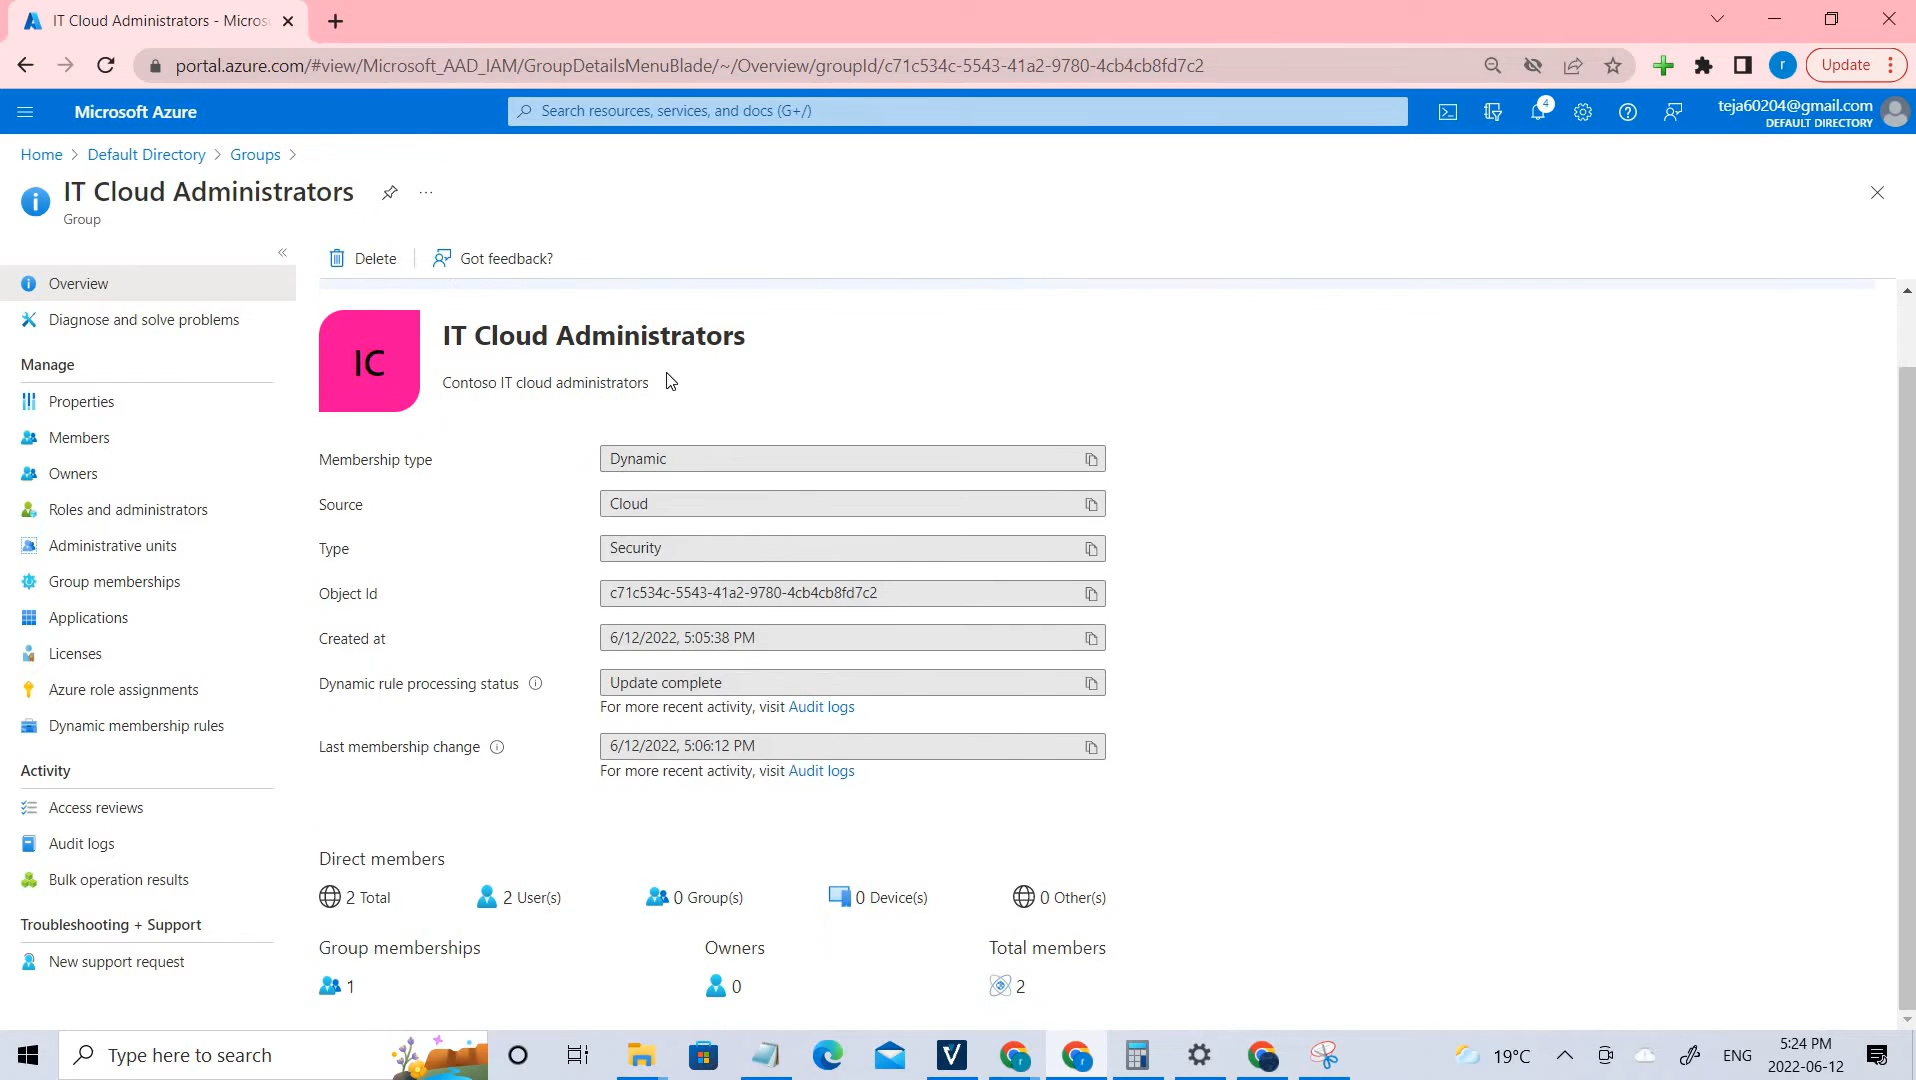 IT Cloud Administrators - Micros
portal.azure.com/#view/Microsoft_AAD_IAM/GroupDetailsMenuBlade/~/Overview/groupId/c71c534c-5543-41a2-9780-4cb4cb8fd7c2
r
Update
Microsoft Azure
Search resources, services, and docs (G+/)
4
teja60204@gmail.com
DEFAULT DIRECTORY
Home > Default Directory > Groups >
IT Cloud Administrators
...
Group
Delete
Got feedback?
Overview
Diagnose and solve problems
Manage
Properties
Members
Owners
Roles and administrators
Administrative units
Group memberships
Applications
Licenses
Azure role assignments
Dynamic membership rules
Activity
Access reviews
Audit logs
Bulk operation results
Troubleshooting + Support
New support request
IC
IT Cloud Administrators
Contoso IT cloud administrators
Membership type
Dynamic
Source
Cloud
Type
Security
Object Id
c71c534c-5543-41a2-9780-4cb4cb8fd7c2
Created at
6/12/2022, 5:05:38 PM
Dynamic rule processing status
Update complete
For more recent activity, visit Audit logs
Last membership change
6/12/2022, 5:06:12 PM
For more recent activity, visit Audit logs
Direct members
2 Total
2 User(s)
0 Group(s)
0 Device(s)
0 Other(s)
Group memberships
Owners
Total members
1
0
2
Type here to search
19°C
ENG
5:24 PM
2022-06-12